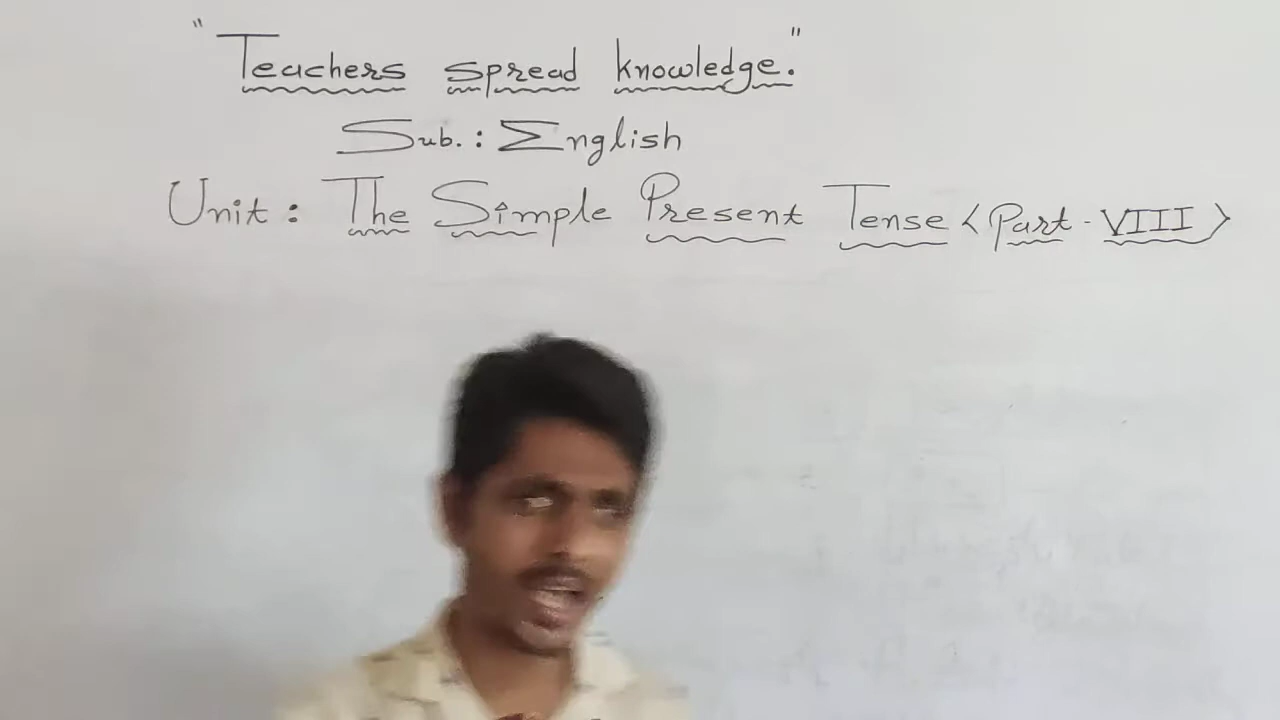 "Teachers spread knowledge."
Sub. : English
Unit : The Simple Present Tense <Part - VIII>